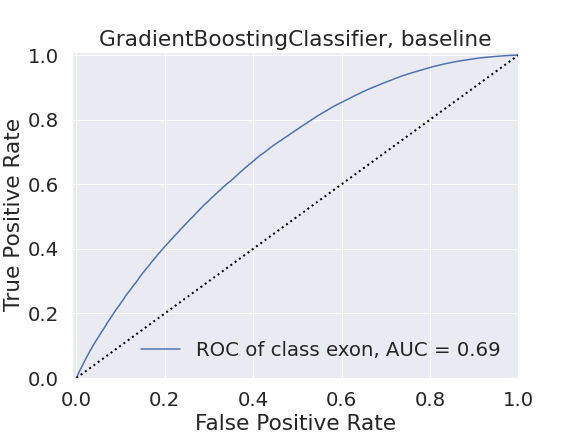 GradientBoostingClassifier, baseline
True Positive Rate
1.0
0.8
0.6
0.4
0.2
0.0
ROC of class exon, AUC = 0.69
0.0 0.2 0.4 0.6 0.8 1.0
False Positive Rate